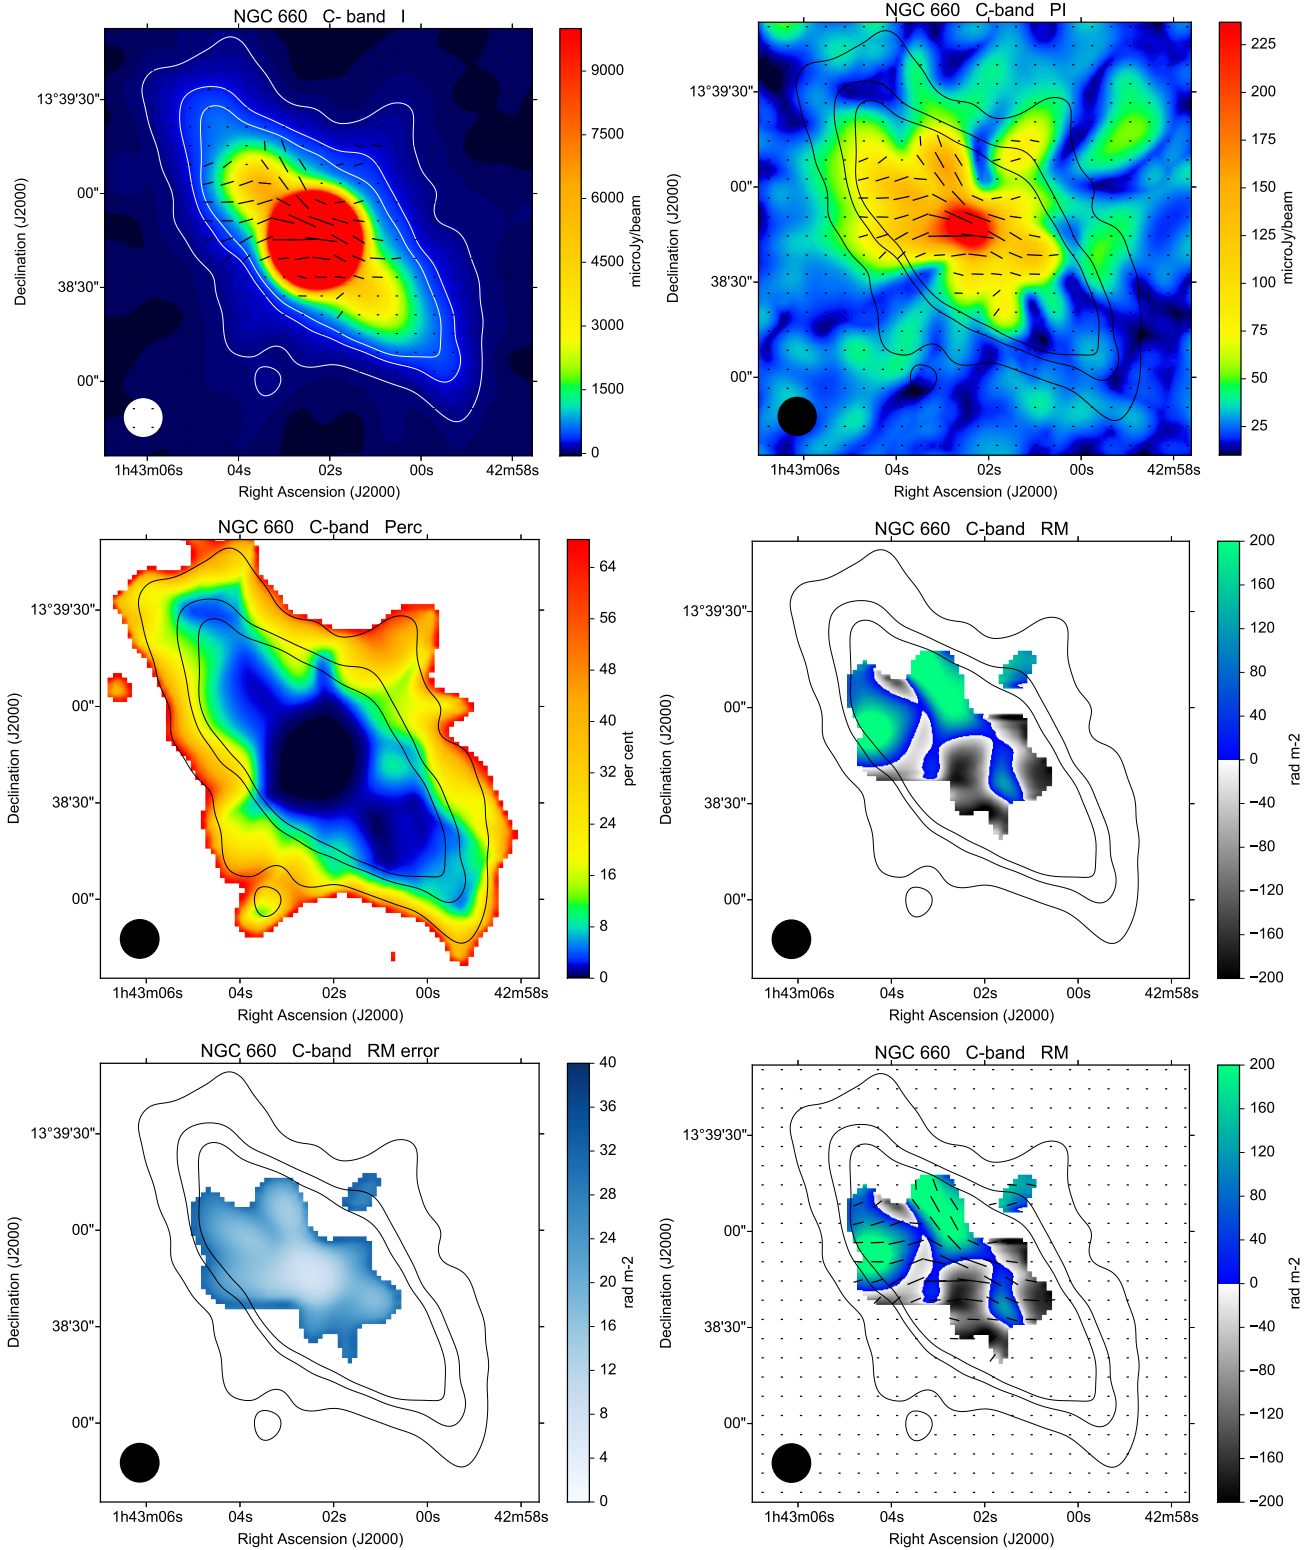 NGC 660 C- band I
13°39'30"
00"
38'30"
00"
Declination (J2000)
1h43m06s 04s 02s 00s 42m58s
Right Ascension (J2000)
9000
7500
6000
4500
3000
1500
0
microJy/beam
NGC 660 C-band PI
13°39'30"
00"
38'30"
00"
Declination (J2000)
1h43m06s 04s 02s 00s 42m58s
Right Ascension (J2000)
225
200
175
150
125
100
75
50
25
microJy/beam
NGC 660 C-band Perc
13°39'30"
00"
38'30"
00"
Declination (J2000)
1h43m06s 04s 02s 00s 42m58s
Right Ascension (J2000)
64
56
48
40
32
24
16
8
0
per cent
NGC 660 C-band RM
13°39'30"
00"
38'30"
00"
Declination (J2000)
1h43m06s 04s 02s 00s 42m58s
Right Ascension (J2000)
200
160
120
80
40
0
−40
−80
−120
−160
−200
rad m-2
NGC 660 C-band RM error
13°39'30"
00"
38'30"
00"
Declination (J2000)
1h43m06s 04s 02s 00s 42m58s
Right Ascension (J2000)
40
36
32
28
24
20
16
12
8
4
0
rad m-2
NGC 660 C-band RM
13°39'30"
00"
38'30"
00"
Declination (J2000)
1h43m06s 04s 02s 00s 42m58s
Right Ascension (J2000)
200
160
120
80
40
0
−40
−80
−120
−160
−200
rad m-2